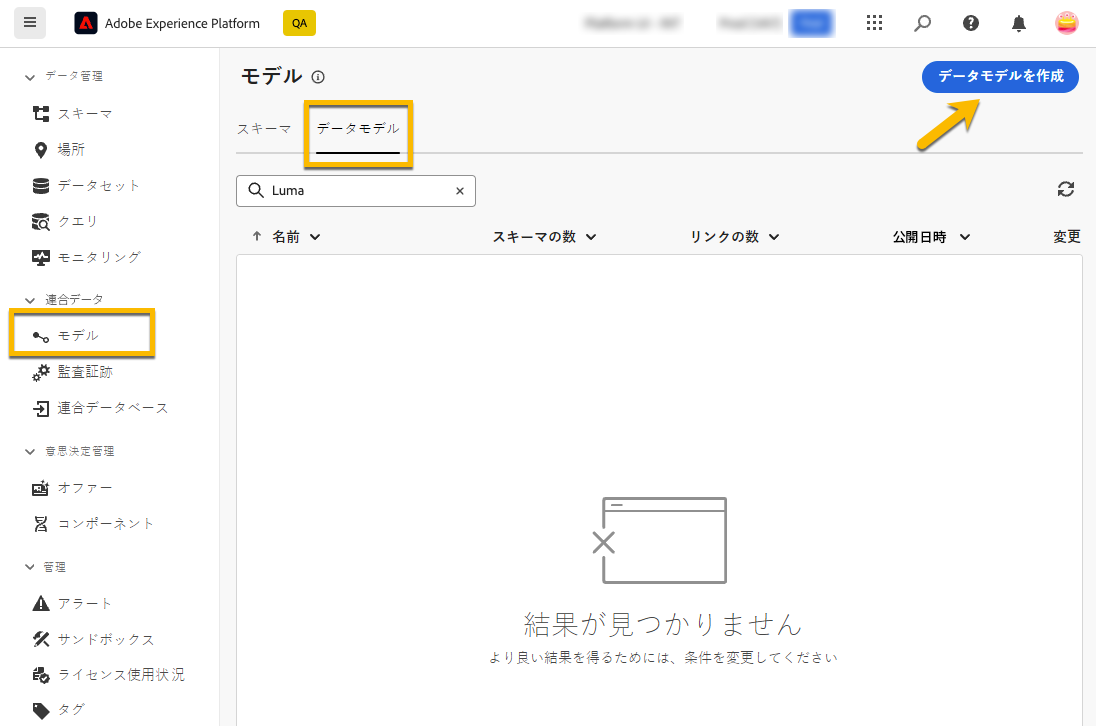 Adobe Experience Platform
QA
データ管理
スキーマ
場所
データセット
クエリ
モニタリング
連合データ
モデル
監査証跡
連合データベース
意思決定管理
オファー
コンポーネント
管理
アラート
サンドボックス
ライセンス使用状況
タグ
モデル
データモデルを作成
スキーマ
データモデル
Luma
名前
スキーマの数
リンクの数
公開日時
変更
結果が見つかりません
より良い結果を得るためには、条件を変更してください